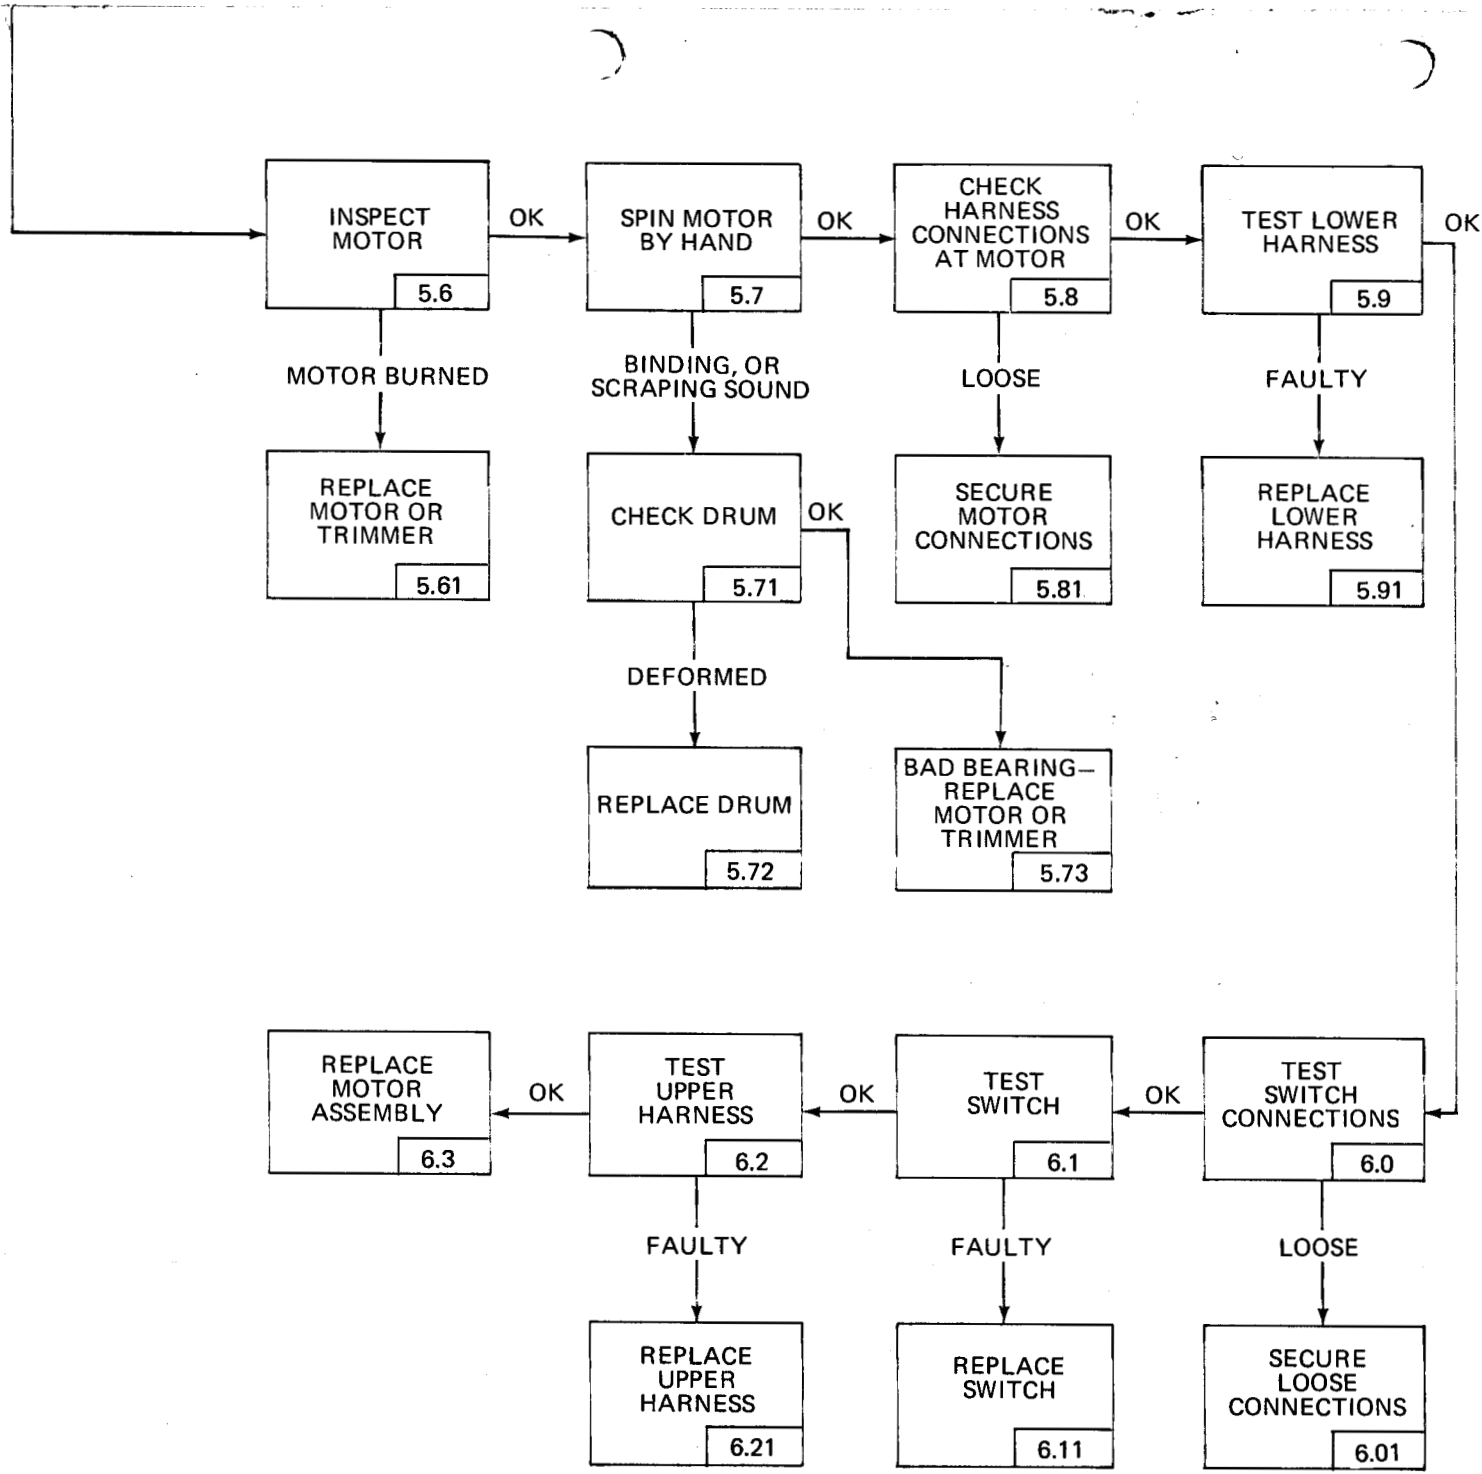 INSPECT
MOTOR
5.6
OK
SPIN MOTOR
BY HAND
5.7
OK
CHECK
HARNESS
CONNECTIONS
AT MOTOR
5.8
OK
TEST LOWER
HARNESS
5.9
OK
MOTOR BURNED
BINDING, OR
SCRAPING SOUND
LOOSE
FAULTY
REPLACE
MOTOR OR
TRIMMER
5.61
CHECK DRUM
5.71
OK
SECURE
MOTOR
CONNECTIONS
5.81
REPLACE
LOWER
HARNESS
5.91
DEFORMED
REPLACE DRUM
5.72
BAD BEARING—
REPLACE
MOTOR OR
TRIMMER
5.73
REPLACE
MOTOR
ASSEMBLY
6.3
OK
TEST
UPPER
HARNESS
6.2
OK
TEST
SWITCH
6.1
OK
TEST
SWITCH
CONNECTIONS
6.0
FAULTY
FAULTY
LOOSE
REPLACE
UPPER
HARNESS
6.21
REPLACE
SWITCH
6.11
SECURE
LOOSE
CONNECTIONS
6.01